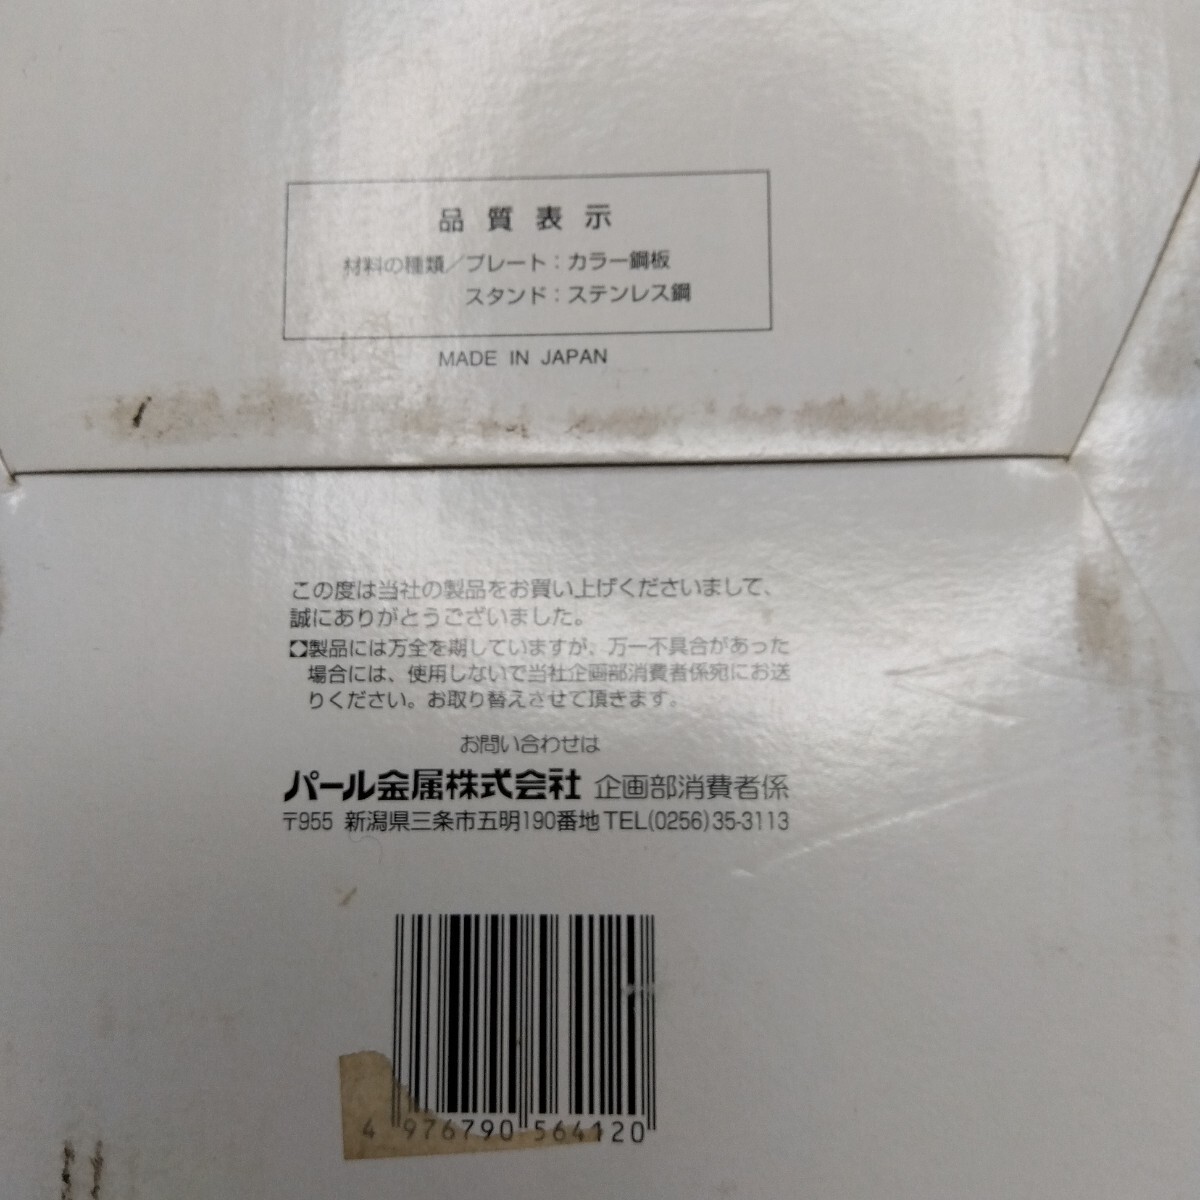 品質表示
材料の種類／プレート：カラー鋼板
スタンド：ステンレス鋼
MADE IN JAPAN
この度は当社の製品をお買い上げくださいまして、
誠にありがとうございました。
製品には万全を期していますが、万一不具合があった
場合には、使用しないで当社企画部消費者係宛にお送
りください。お取り替えさせて頂きます。
お問い合わせは
パール金属株式会社 企画部消費者係
〒955 新潟県三条市五明190番地 TEL(0256)35-3113
4 976790 564120